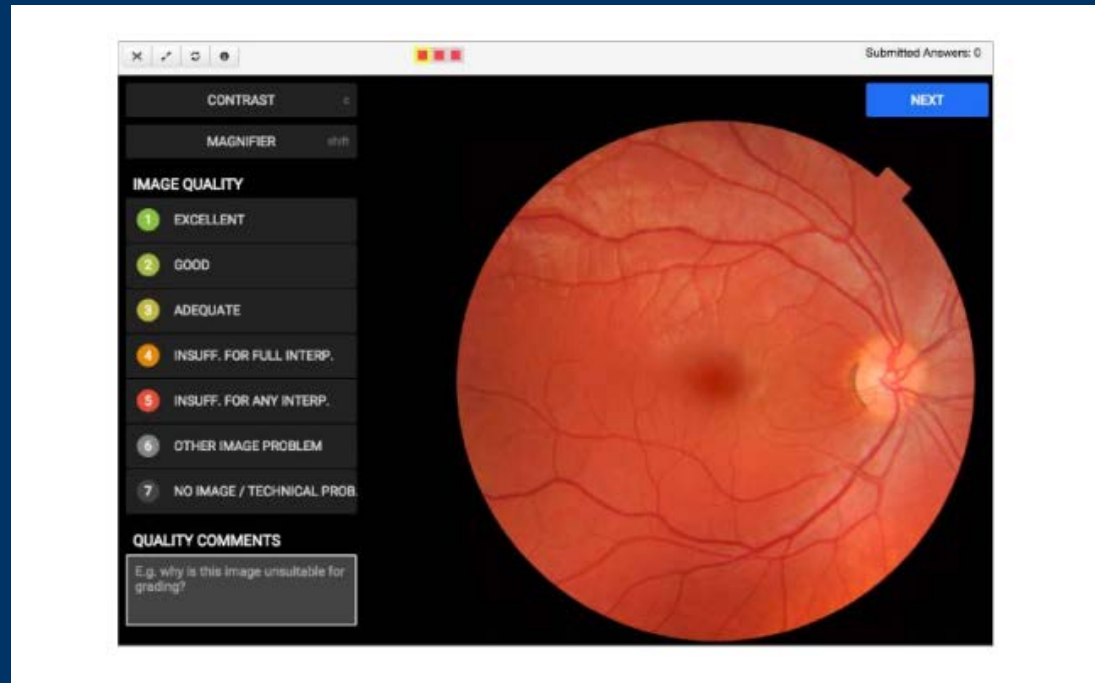 Submitted Answers: 0
CONTRAST c
NEXT
MAGNIFIER shift
IMAGE QUALITY
1 EXCELLENT
2 GOOD
3 ADEQUATE
4 INSUFF. FOR FULL INTERP.
5 INSUFF. FOR ANY INTERP.
6 OTHER IMAGE PROBLEM
7 NO IMAGE / TECHNICAL PROB.
QUALITY COMMENTS
E.g. why is this image unsuitable for
grading?